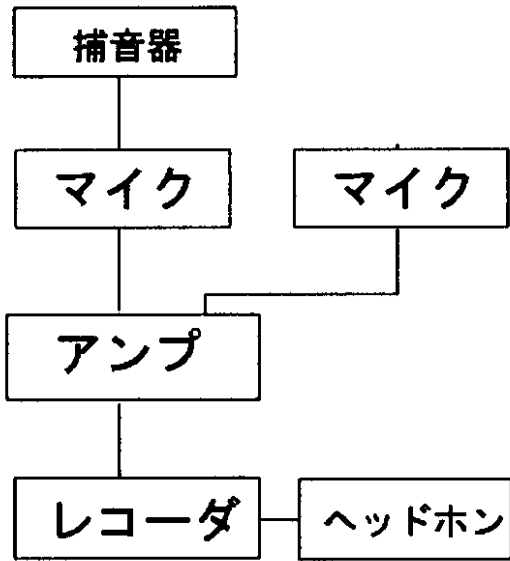 捕音器
マイク
マイク
アンプ
レコーダ
ヘッドホン